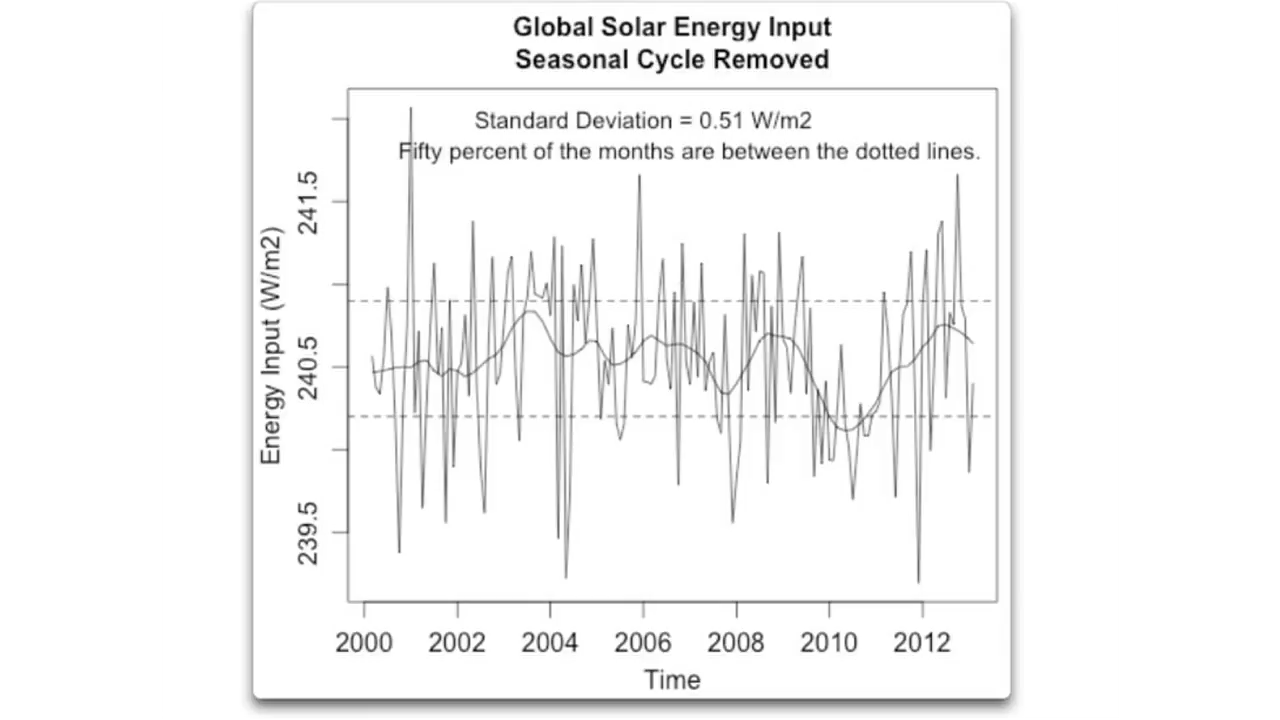 Global Solar Energy Input
Seasonal Cycle Removed
Standard Deviation = 0.51 W/m2
Fifty percent of the months are between the dotted lines.
Energy Input (W/m2)
241.5
240.5
239.5
2000 2002 2004 2006 2008 2010 2012
Time